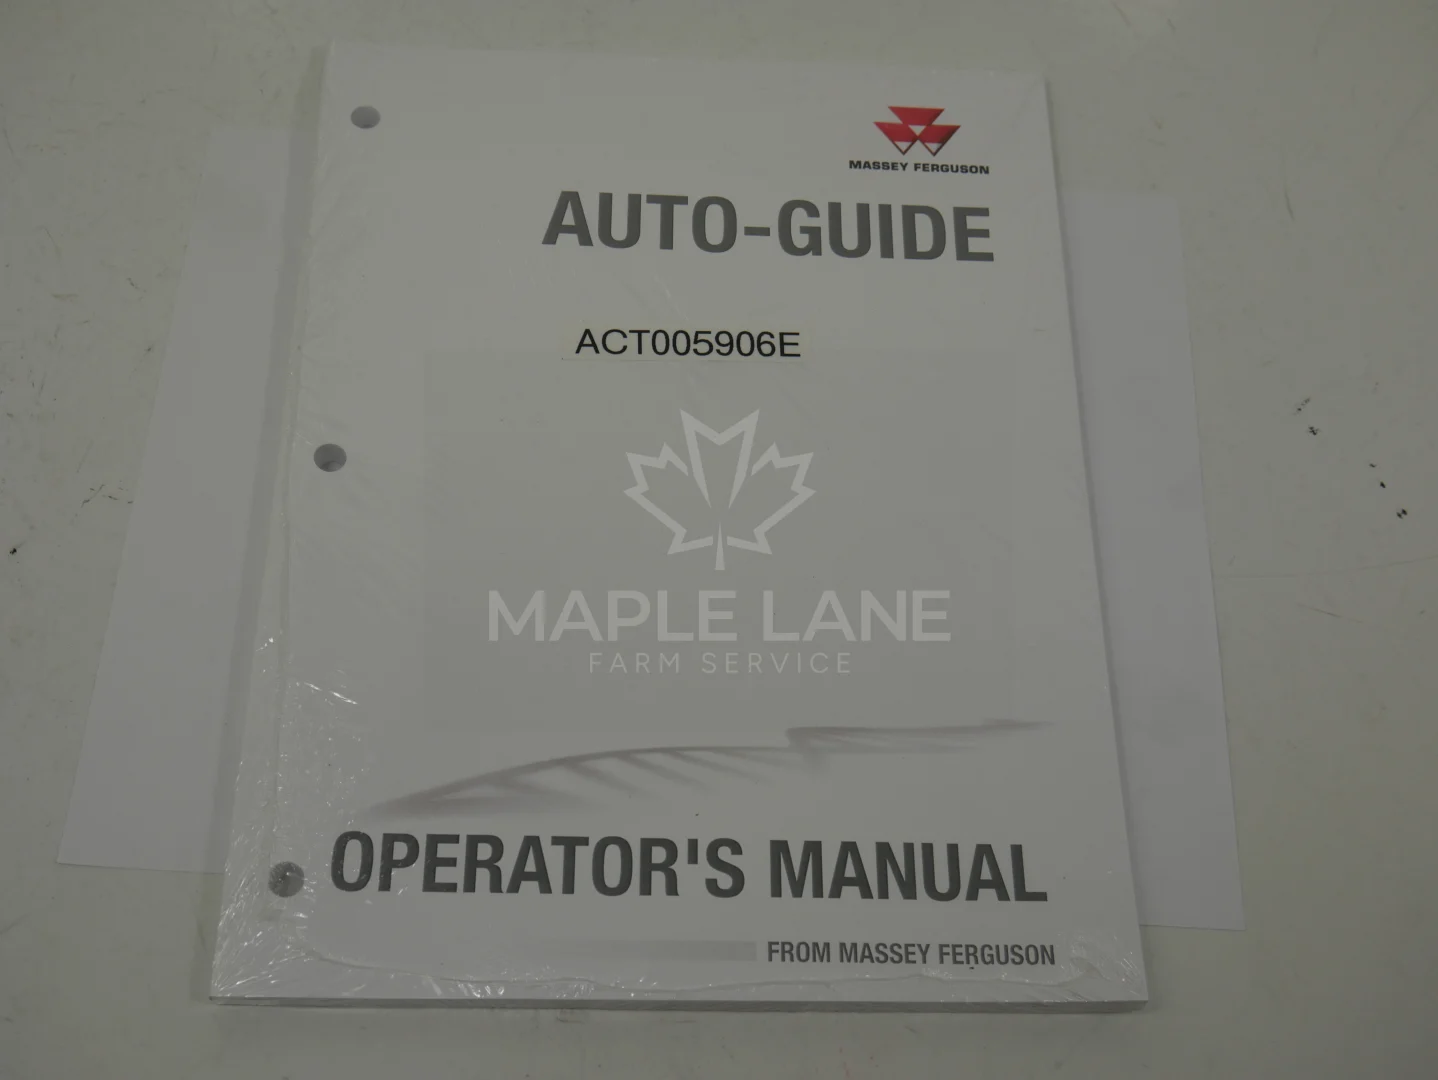 MASSEY FERGUSON
AUTO-GUIDE
ACT005906E
MAPLE LANE
FARM SERVICE
OPERATOR'S MANUAL
FROM MASSEY FERGUSON